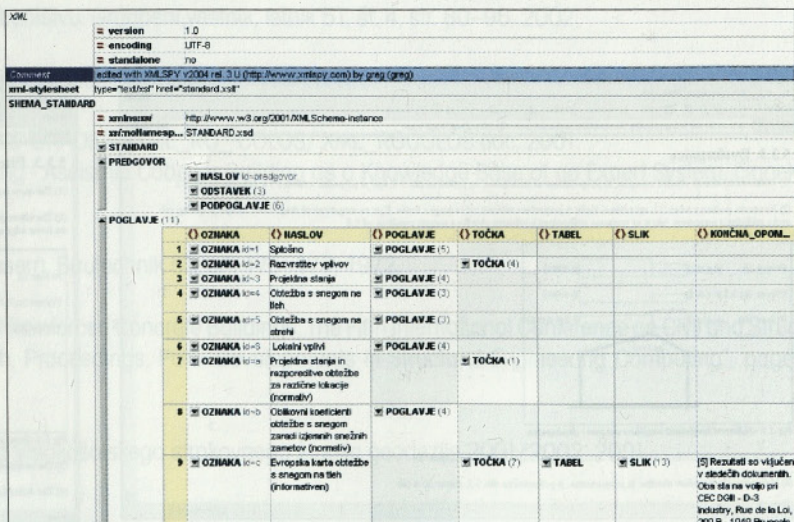 XML
= version 1.0
= encoding UTF-8
= standalone no
Comment edited with XMLSPY v2004 rel. 3 U (http://www.xmlspy.com) by greg (greg)
xml-stylesheet type="text/xsl" href="standard.xslt"
SHEMA_STANDARD
= xmlns:xsi http://www.w3.org/2001/XMLSchema-instance
= xsi:noNamesp... STANDARD.xsd
STANDARD
PREDGOVOR
NASLOV id=predgovor
ODSTAVEK (3)
PODPOGLAVJE (6)
POGLAVJE (11)
() OZNAKA () NASLOV () POGLAVJE () TOČKA () TABEL () SLIK () KONČNA_OPOM...
1 OZNAKA id=1 Splošno POGLAVJE (5)
2 OZNAKA id=2 Razvrstitev vplivov TOČKA (4)
3 OZNAKA id=3 Projektna stanja POGLAVJE (4)
4 OZNAKA id=4 Obtežba s snegom na POGLAVJE (3)
tleh
5 OZNAKA id=5 Obtežba s snegom na POGLAVJE (3)
strehi
6 OZNAKA id=6 Lokalni vplivi POGLAVJE (4)
7 OZNAKA id=a Projektna stanja in TOČKA (1)
razporeditve obtežbe
za različne lokacije
(normativ)
8 OZNAKA id=b Oblikovni koeficienti POGLAVJE (4)
obtežbe s snegom
zaradi izjemnih snežnih
zametov (normativ)
9 OZNAKA id=c Evropska karta obtežbe TOČKA (7) TABEL SLIK (13) [5] Rezultati so vključeni
s snegom na tleh v sledečih dokumentih.
(informativen) Oba sta na voljo pri
CEC DGIII - D-3
Industry, Rue de la Loi,
200 B - 1049 Brussels